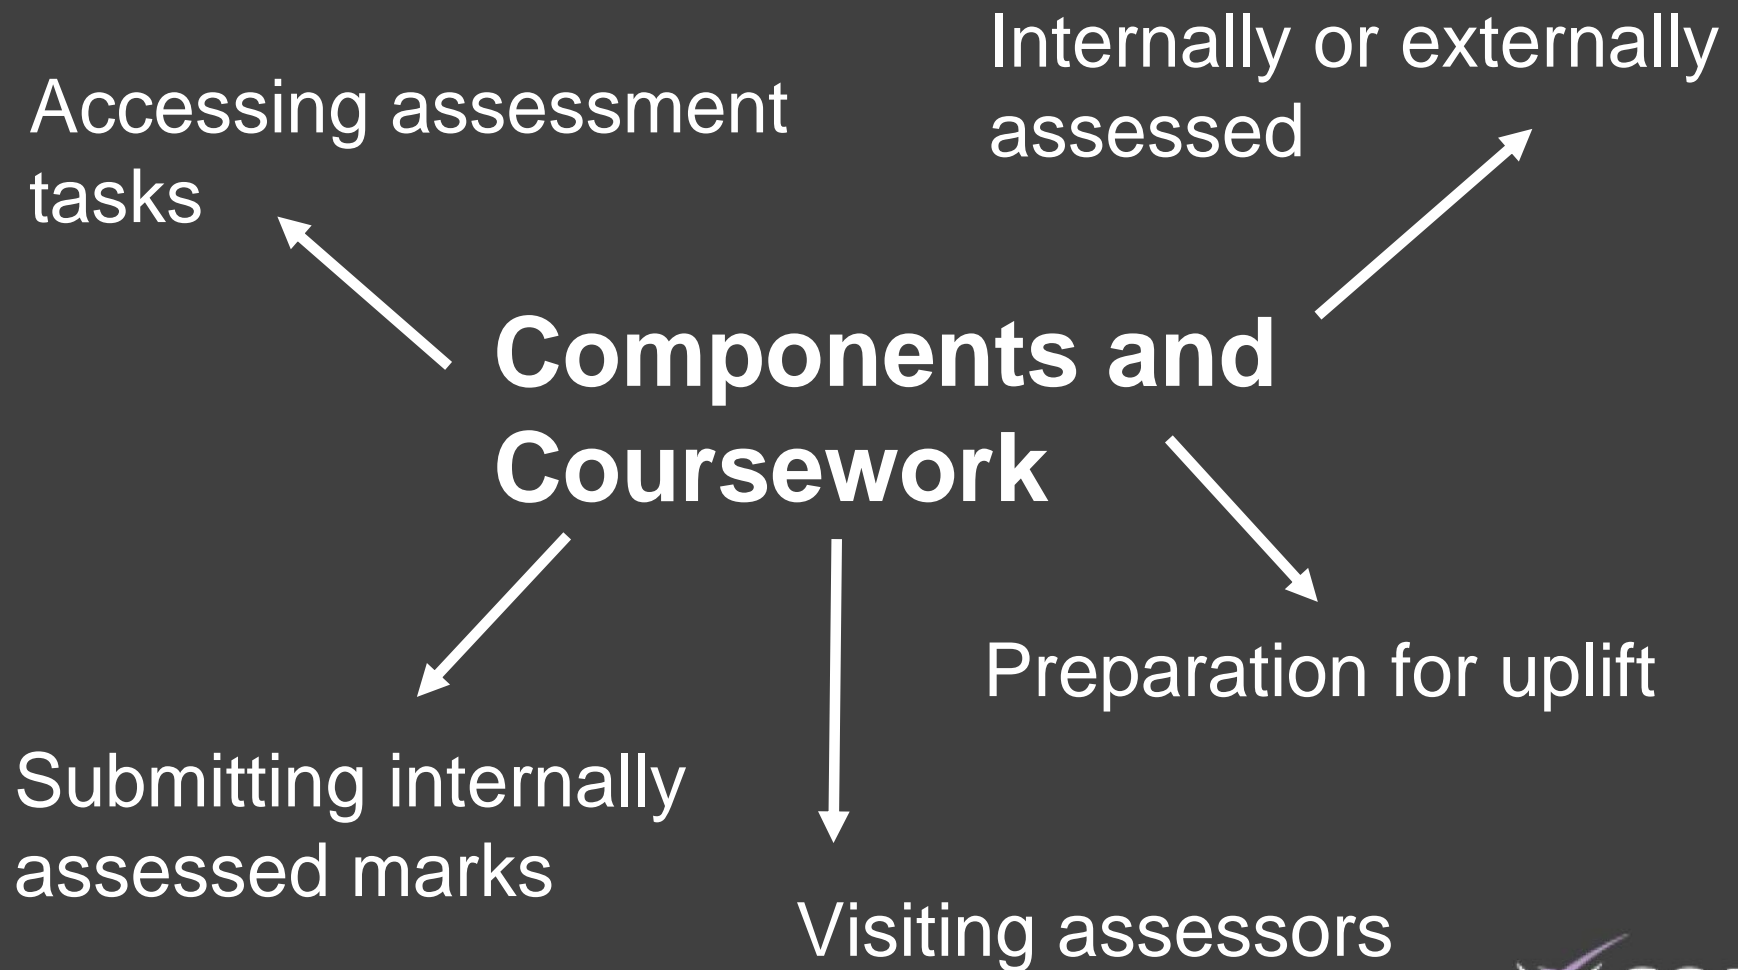 Accessing assessment
tasks
Internally or externally
assessed
Components and
Coursework
Preparation for uplift
Submitting internally
assessed marks
Visiting assessors